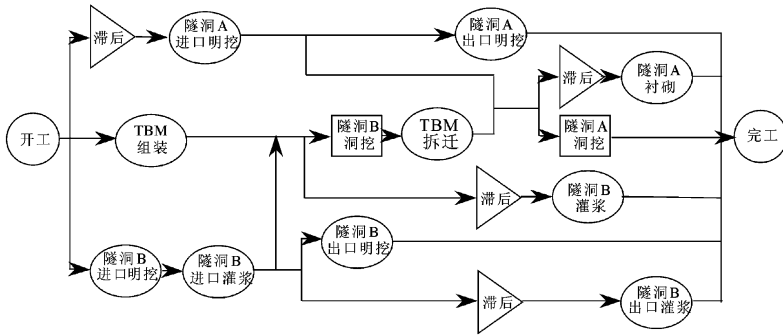 滞后
隧洞A
进口明挖
隧洞A
出口明挖
滞后
隧洞A
衬砌
开工
TBM
组装
隧洞B
洞挖
TBM
拆迁
隧洞A
洞挖
完工
滞后
隧洞B
灌浆
隧洞B
进口明挖
隧洞B
进口灌浆
隧洞B
出口明挖
滞后
隧洞B
出口灌浆